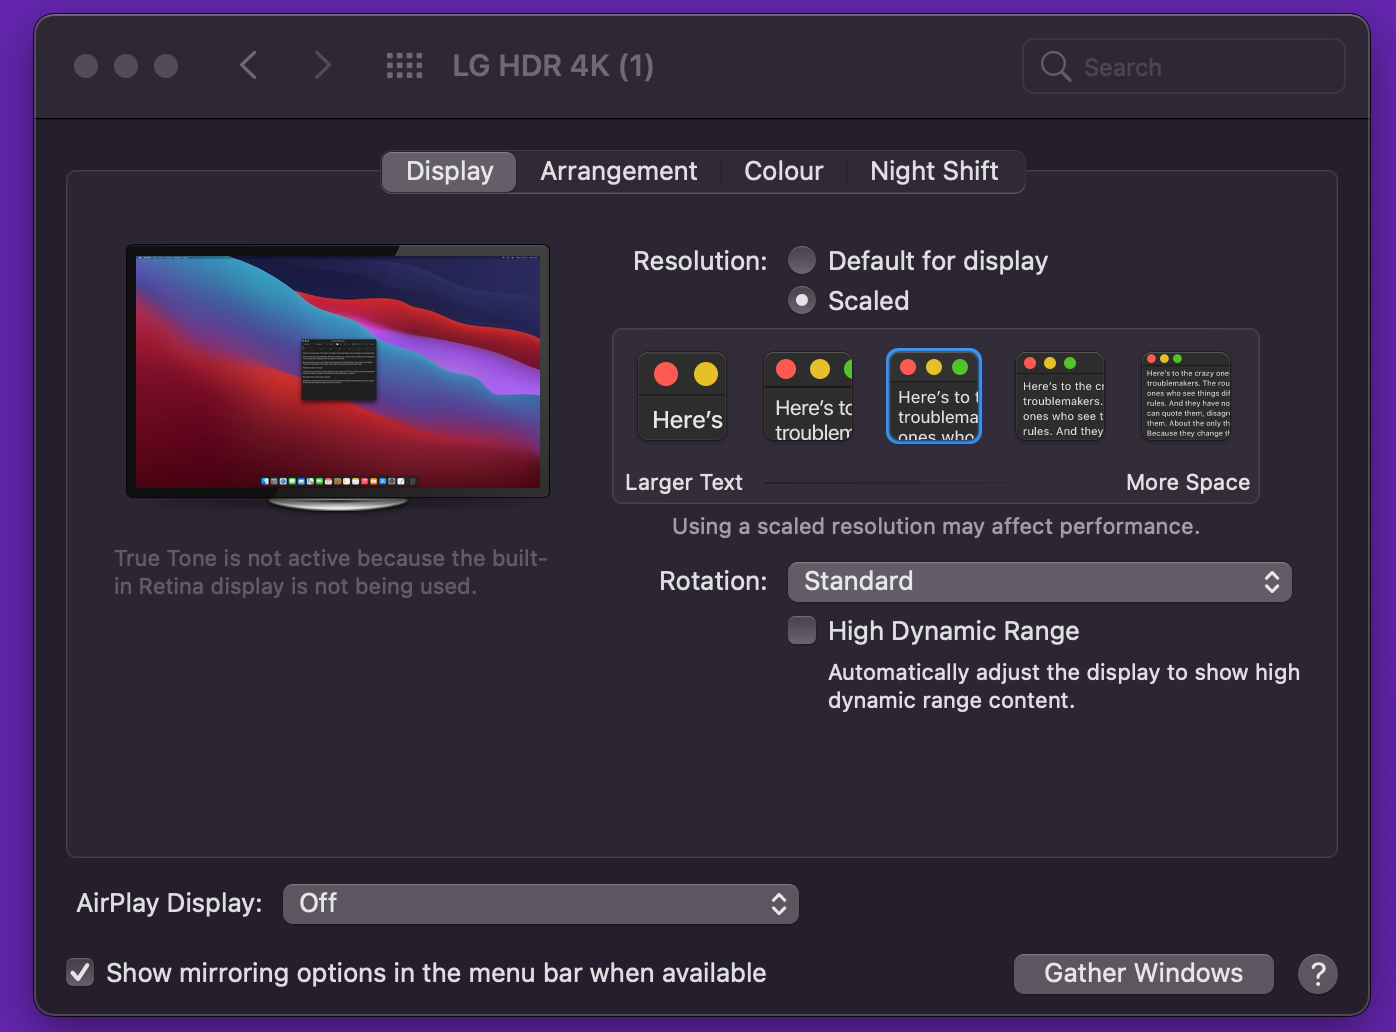 LG HDR 4K (1)
Search
Display
Arrangement
Colour
Night Shift
Resolution:
Default for display
Scaled
Here's
Here's to
troublem
Here's to t
troublema
ones who
Here's to the cr
troublemakers.
ones who see t
rules. And they
Here's to the crazy one
troublemakers. The rou
ones who see things dif
rules. And they have no
can quote them, disagr
them. About the only th
Because they change th
Larger Text
More Space
Using a scaled resolution may affect performance.
True Tone is not active because the built-
in Retina display is not being used.
Rotation:
Standard
High Dynamic Range
Automatically adjust the display to show high
dynamic range content.
AirPlay Display:
Off
Show mirroring options in the menu bar when available
Gather Windows
?